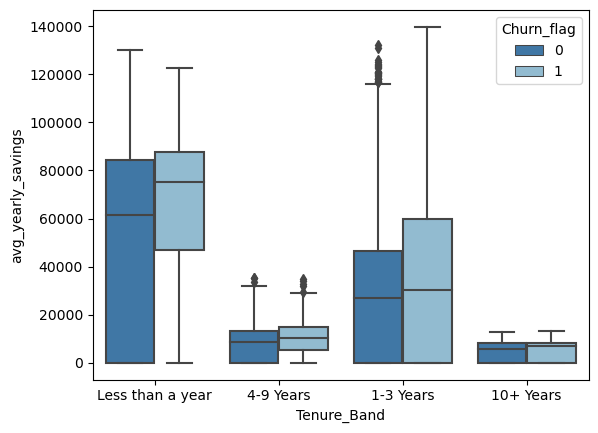 Churn_flag
0
1
140000
120000
100000
80000
60000
40000
20000
0
avg_yearly_savings
Less than a year
4-9 Years
1-3 Years
10+ Years
Tenure_Band